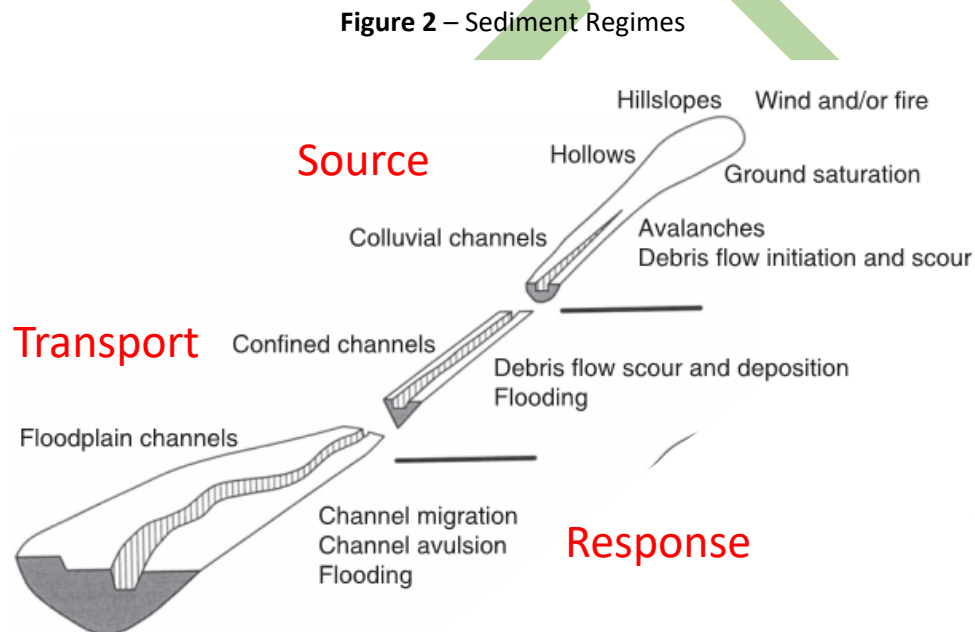 Figure 2 – Sediment Regimes
Hillslopes
Wind and/or fire
Source
Hollows
Ground saturation
Colluvial channels
Avalanches
Debris flow initiation and scour
Transport
Confined channels
Debris flow scour and deposition
Flooding
Floodplain channels
Channel migration
Channel avulsion
Flooding
Response